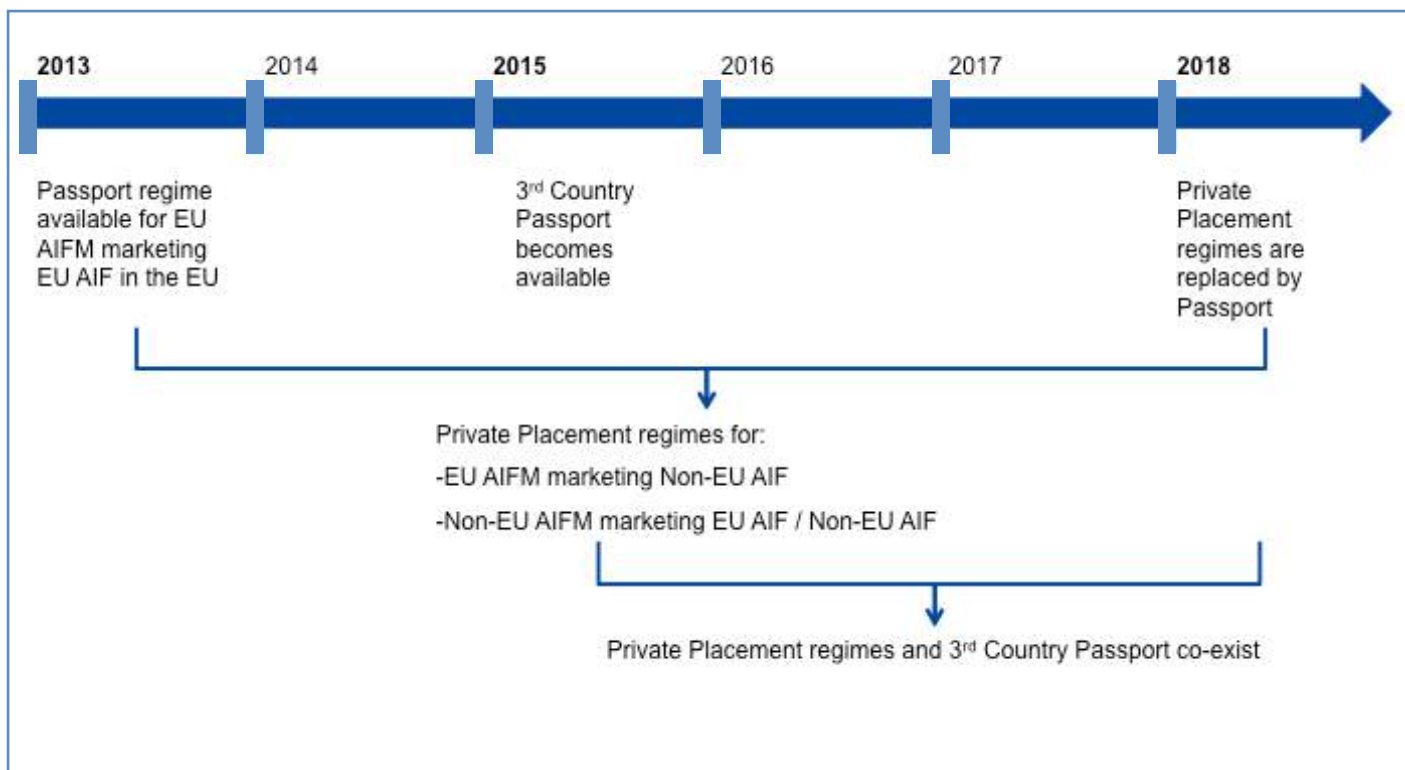 2013 2014 2015 2016 2017 2018
Passport regime
available for EU
AIFM marketing
EU AIF in the EU
3rd Country
Passport
becomes
available
Private
Placement
regimes are
replaced by
Passport
Private Placement regimes for:
-EU AIFM marketing Non-EU AIF
-Non-EU AIFM marketing EU AIF / Non-EU AIF
Private Placement regimes and 3rd Country Passport co-exist